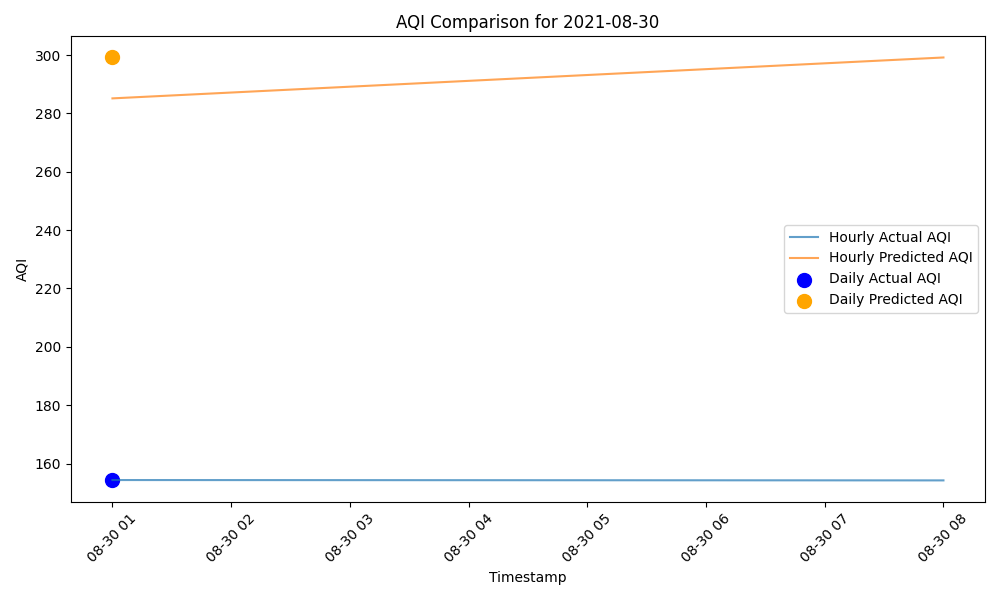 AQI Comparison for 2021-08-30
AQI
300
280
260
240
220
200
180
160
Hourly Actual AQI
Hourly Predicted AQI
Daily Actual AQI
Daily Predicted AQI
08-30 01
08-30 02
08-30 03
08-30 04
08-30 05
08-30 06
08-30 07
08-30 08
Timestamp